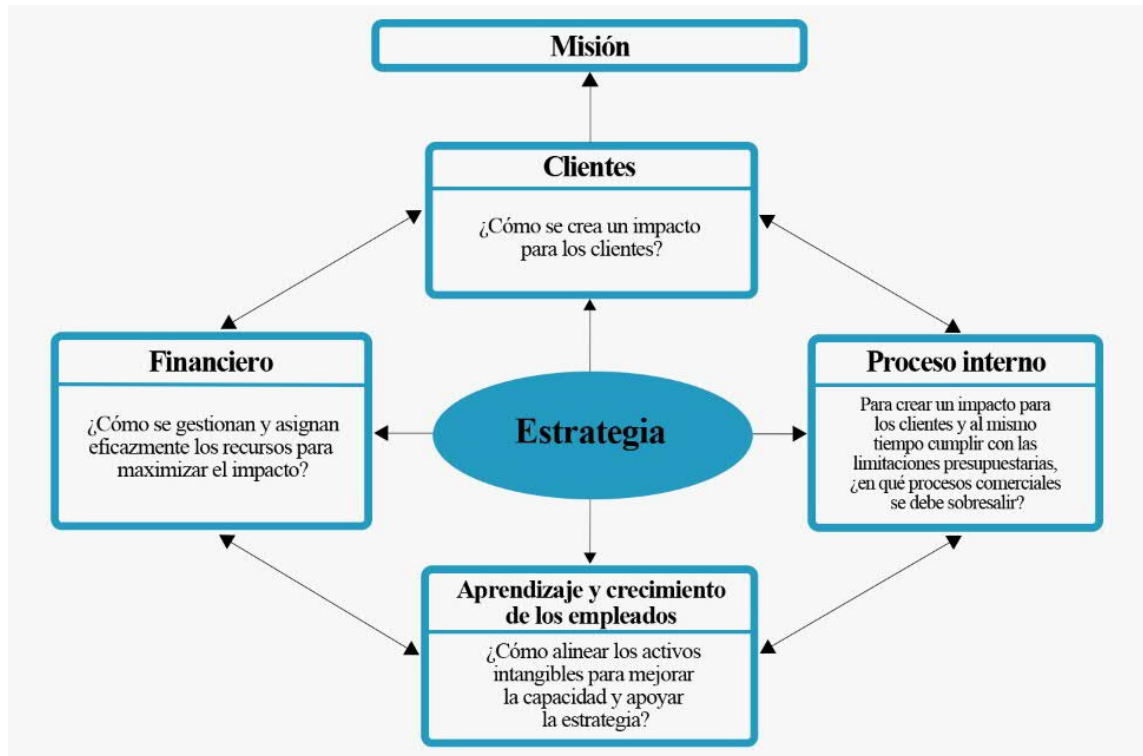 Misión
Clientes
¿Cómo se crea un impacto
para los clientes?
Financiero
¿Cómo se gestionan y asignan
eficazmente los recursos para
maximizar el impacto?
Estrategia
Proceso interno
Para crear un impacto para
los clientes y al mismo
tiempo cumplir con las
limitaciones presupuestarias,
¿en qué procesos comerciales
se debe sobresalir?
Aprendizaje y crecimiento
de los empleados
¿Cómo alinear los activos
intangibles para mejorar
la capacidad y apoyar
la estrategia?